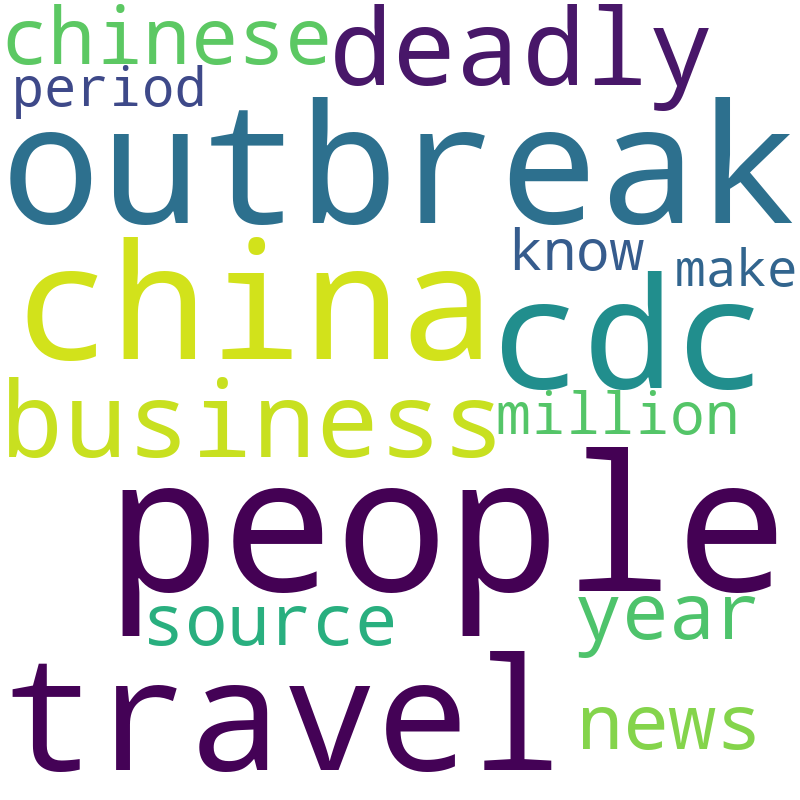 chinese deadly
period
outbreak
know make
china cdc
business million
people
source year
travel news